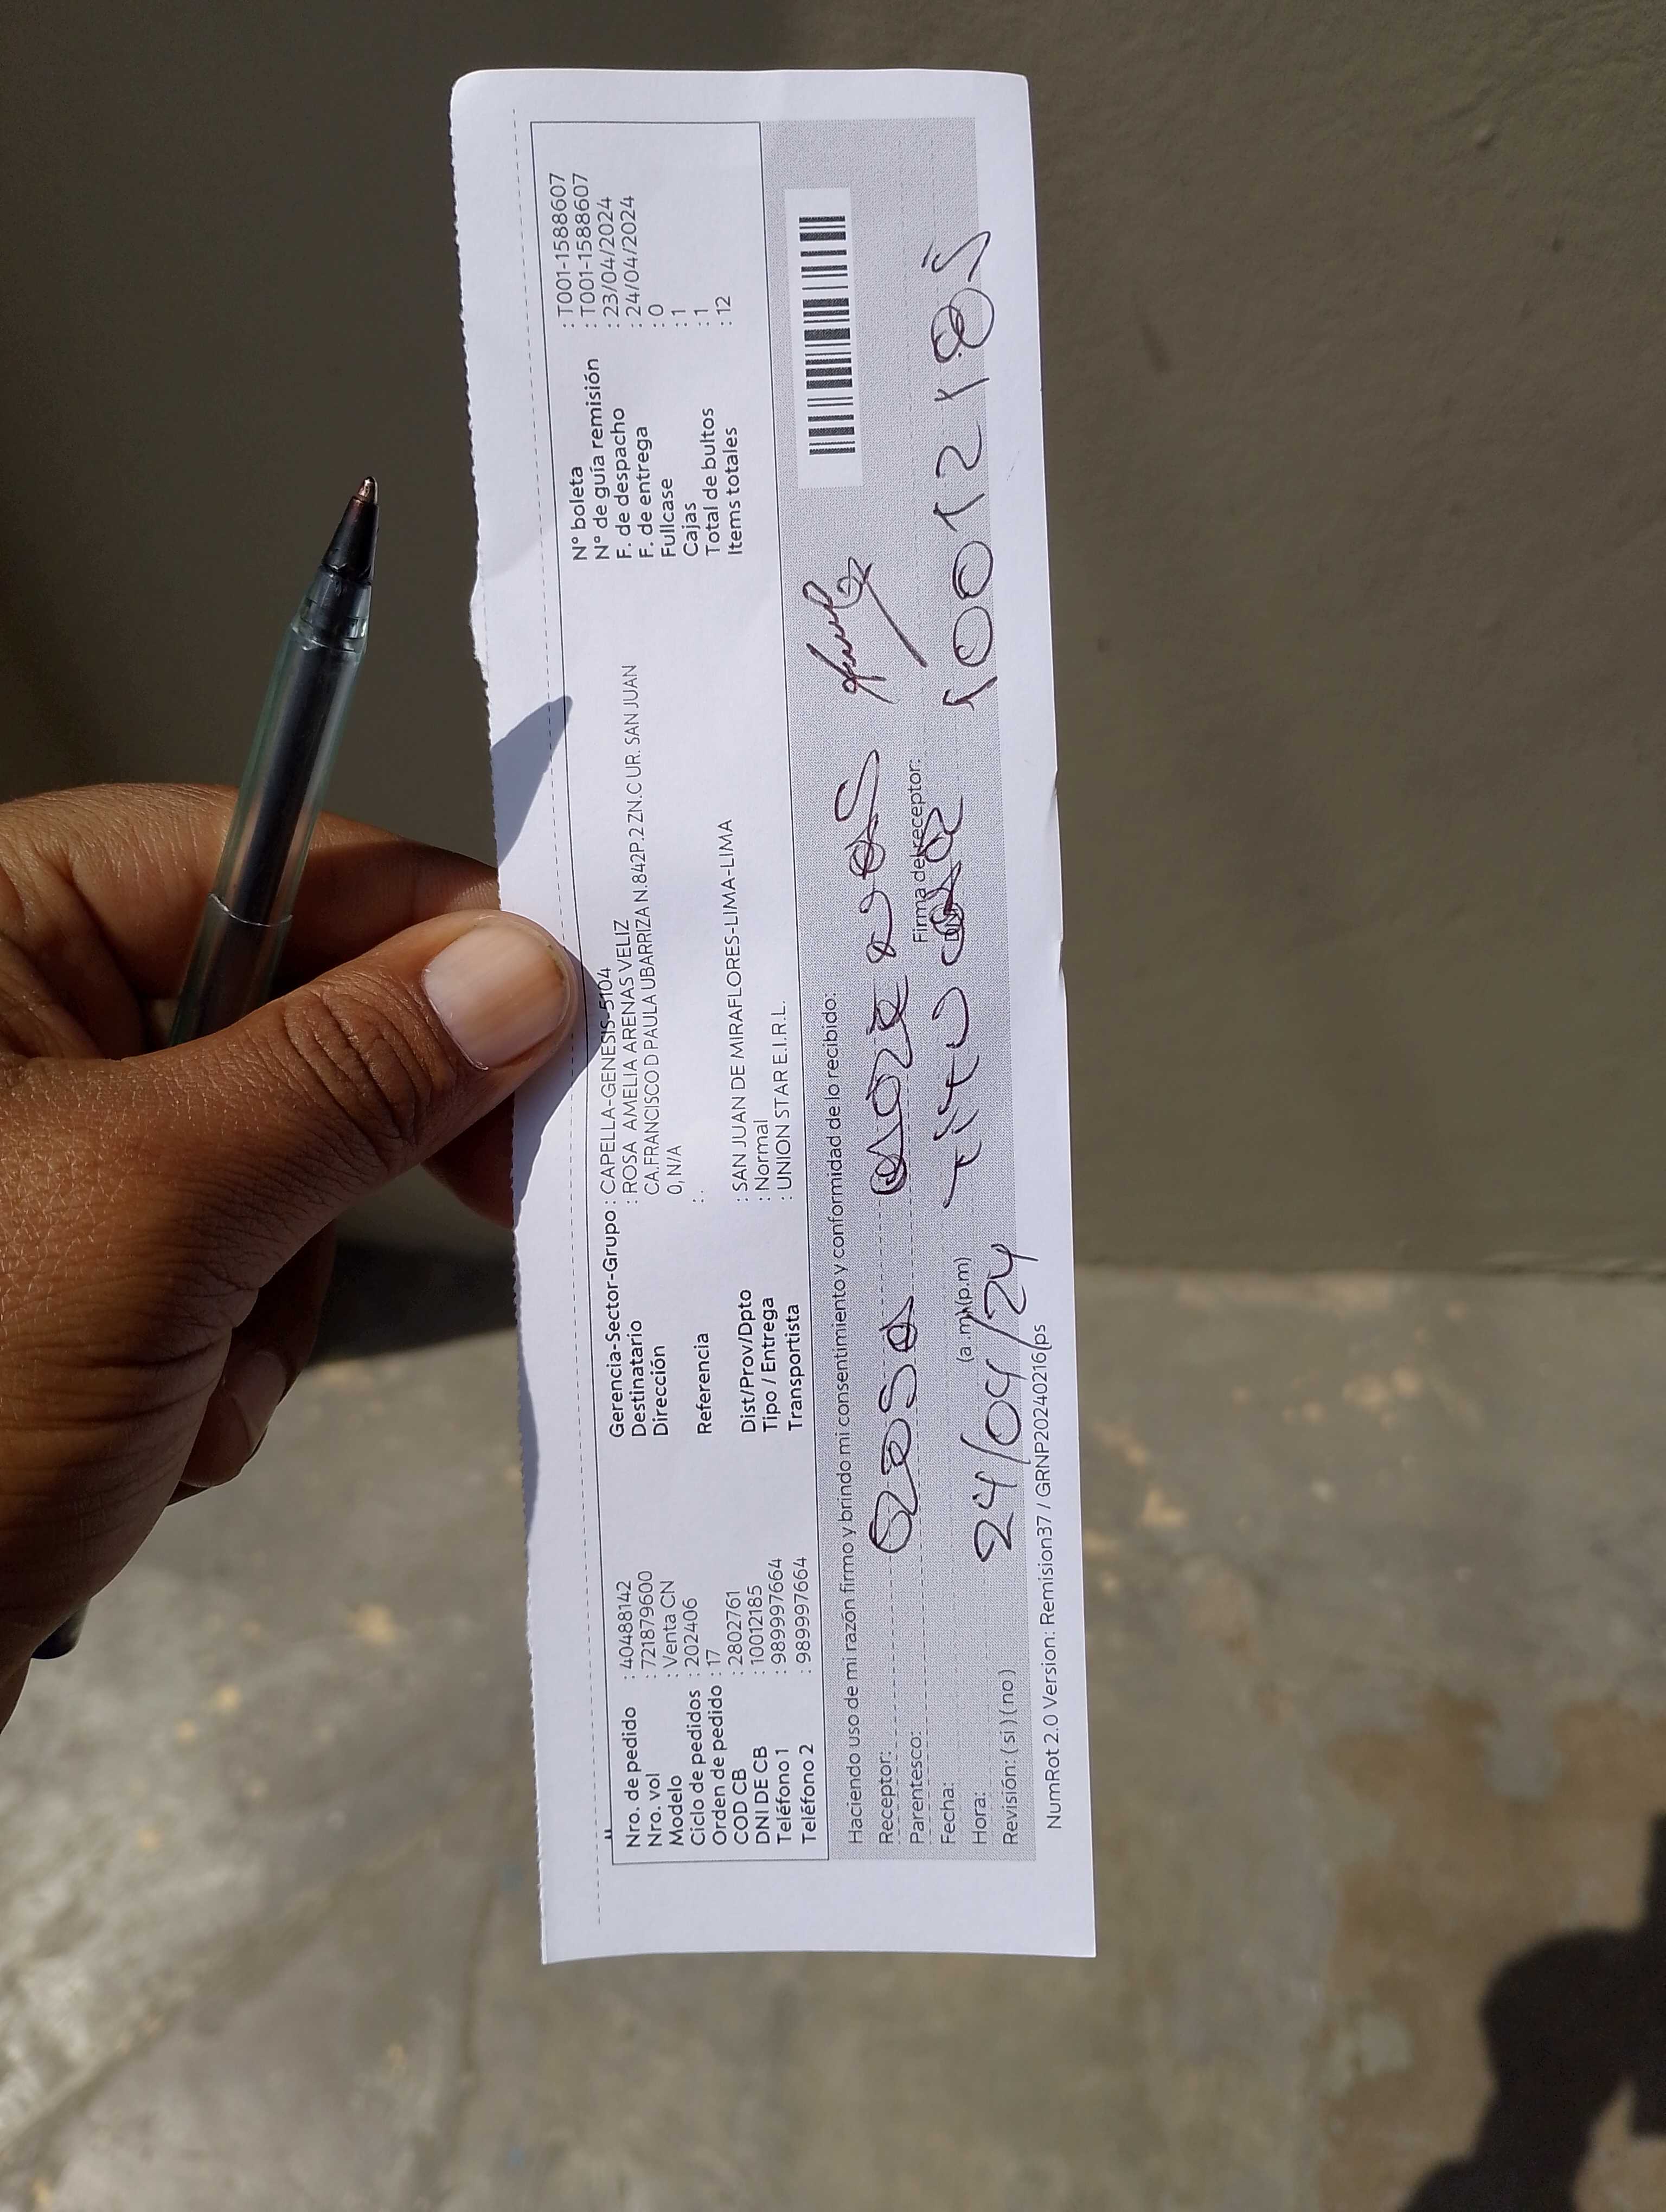 Nro. de pedido : 40488142
Nro. vol : 721879600
Modelo : Venta CN
Ciclo de pedidos : 202406
Orden de pedido : 17
COD CB : 2802761
DNI DE CB : 10012185
Teléfono 1 : 989997664
Teléfono 2 : 989997664
Gerencia-Sector-Grupo : CAPELLA-GENESIS-5104
Destinatario : ROSA AMELIA ARENAS VELIZ
Dirección CA.FRANCISCO D PAULA UBARRIZA N.842P.2 ZN.C UR. SAN JUAN
0, N/A
Referencia : .
Dist/Prov/Dpto : SAN JUAN DE MIRAFLORES-LIMA-LIMA
Tipo / Entrega : Normal
Transportista : UNION STAR E.I.R.L.
N° boleta : T001-1588607
N° de guía remisión : T001-1588607
F. de despacho : 23/04/2024
F. de entrega : 24/04/2024
Fullcase : 0
Cajas : 1
Total de bultos : 1
Items totales : 12
Haciendo uso de mi razón firmo y brindo mi consentimiento y conformidad de lo recibido:
Receptor:
Parentesco:
Firma del receptor:
Fecha: titular 10012185
Hora: 24/04/24 (a.m)(p.m)
Revisión: ( si ) ( no )
NumRot 2.0 Version: Remision37 / GRNP20240216/ps